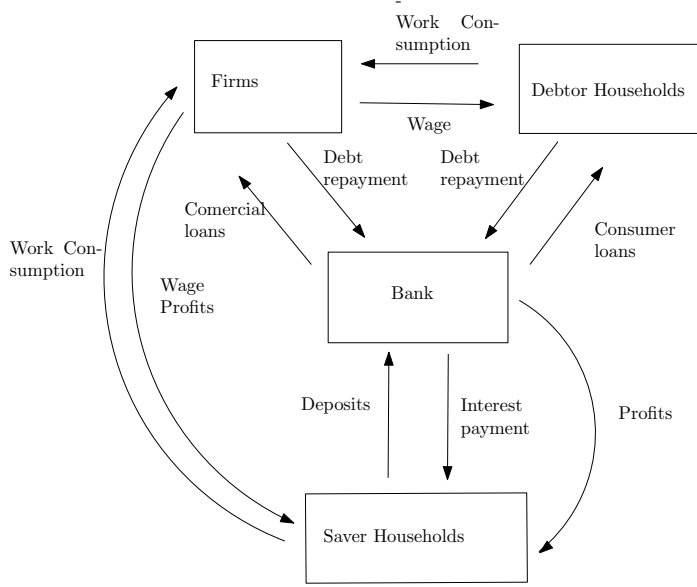 Work Con-
sumption
Firms
Debtor Households
Wage
Debt
repayment
Debt
repayment
Comercial
loans
Consumer
loans
Work Con-
sumption
Wage
Profits
Bank
Deposits
Interest
payment
Profits
Saver Households